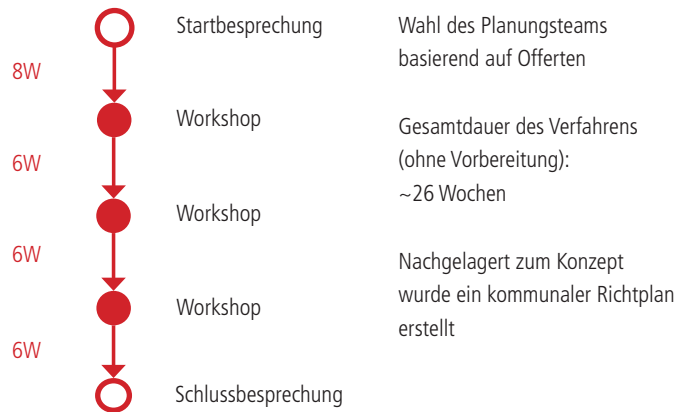 Startbesprechung
8W
Workshop
6W
Workshop
6W
Workshop
6W
Schlussbesprechung
Wahl des Planungsteams
basierend auf Offerten
Gesamtdauer des Verfahrens
(ohne Vorbereitung):
~26 Wochen
Nachgelagert zum Konzept
wurde ein kommunaler Richtplan
erstellt